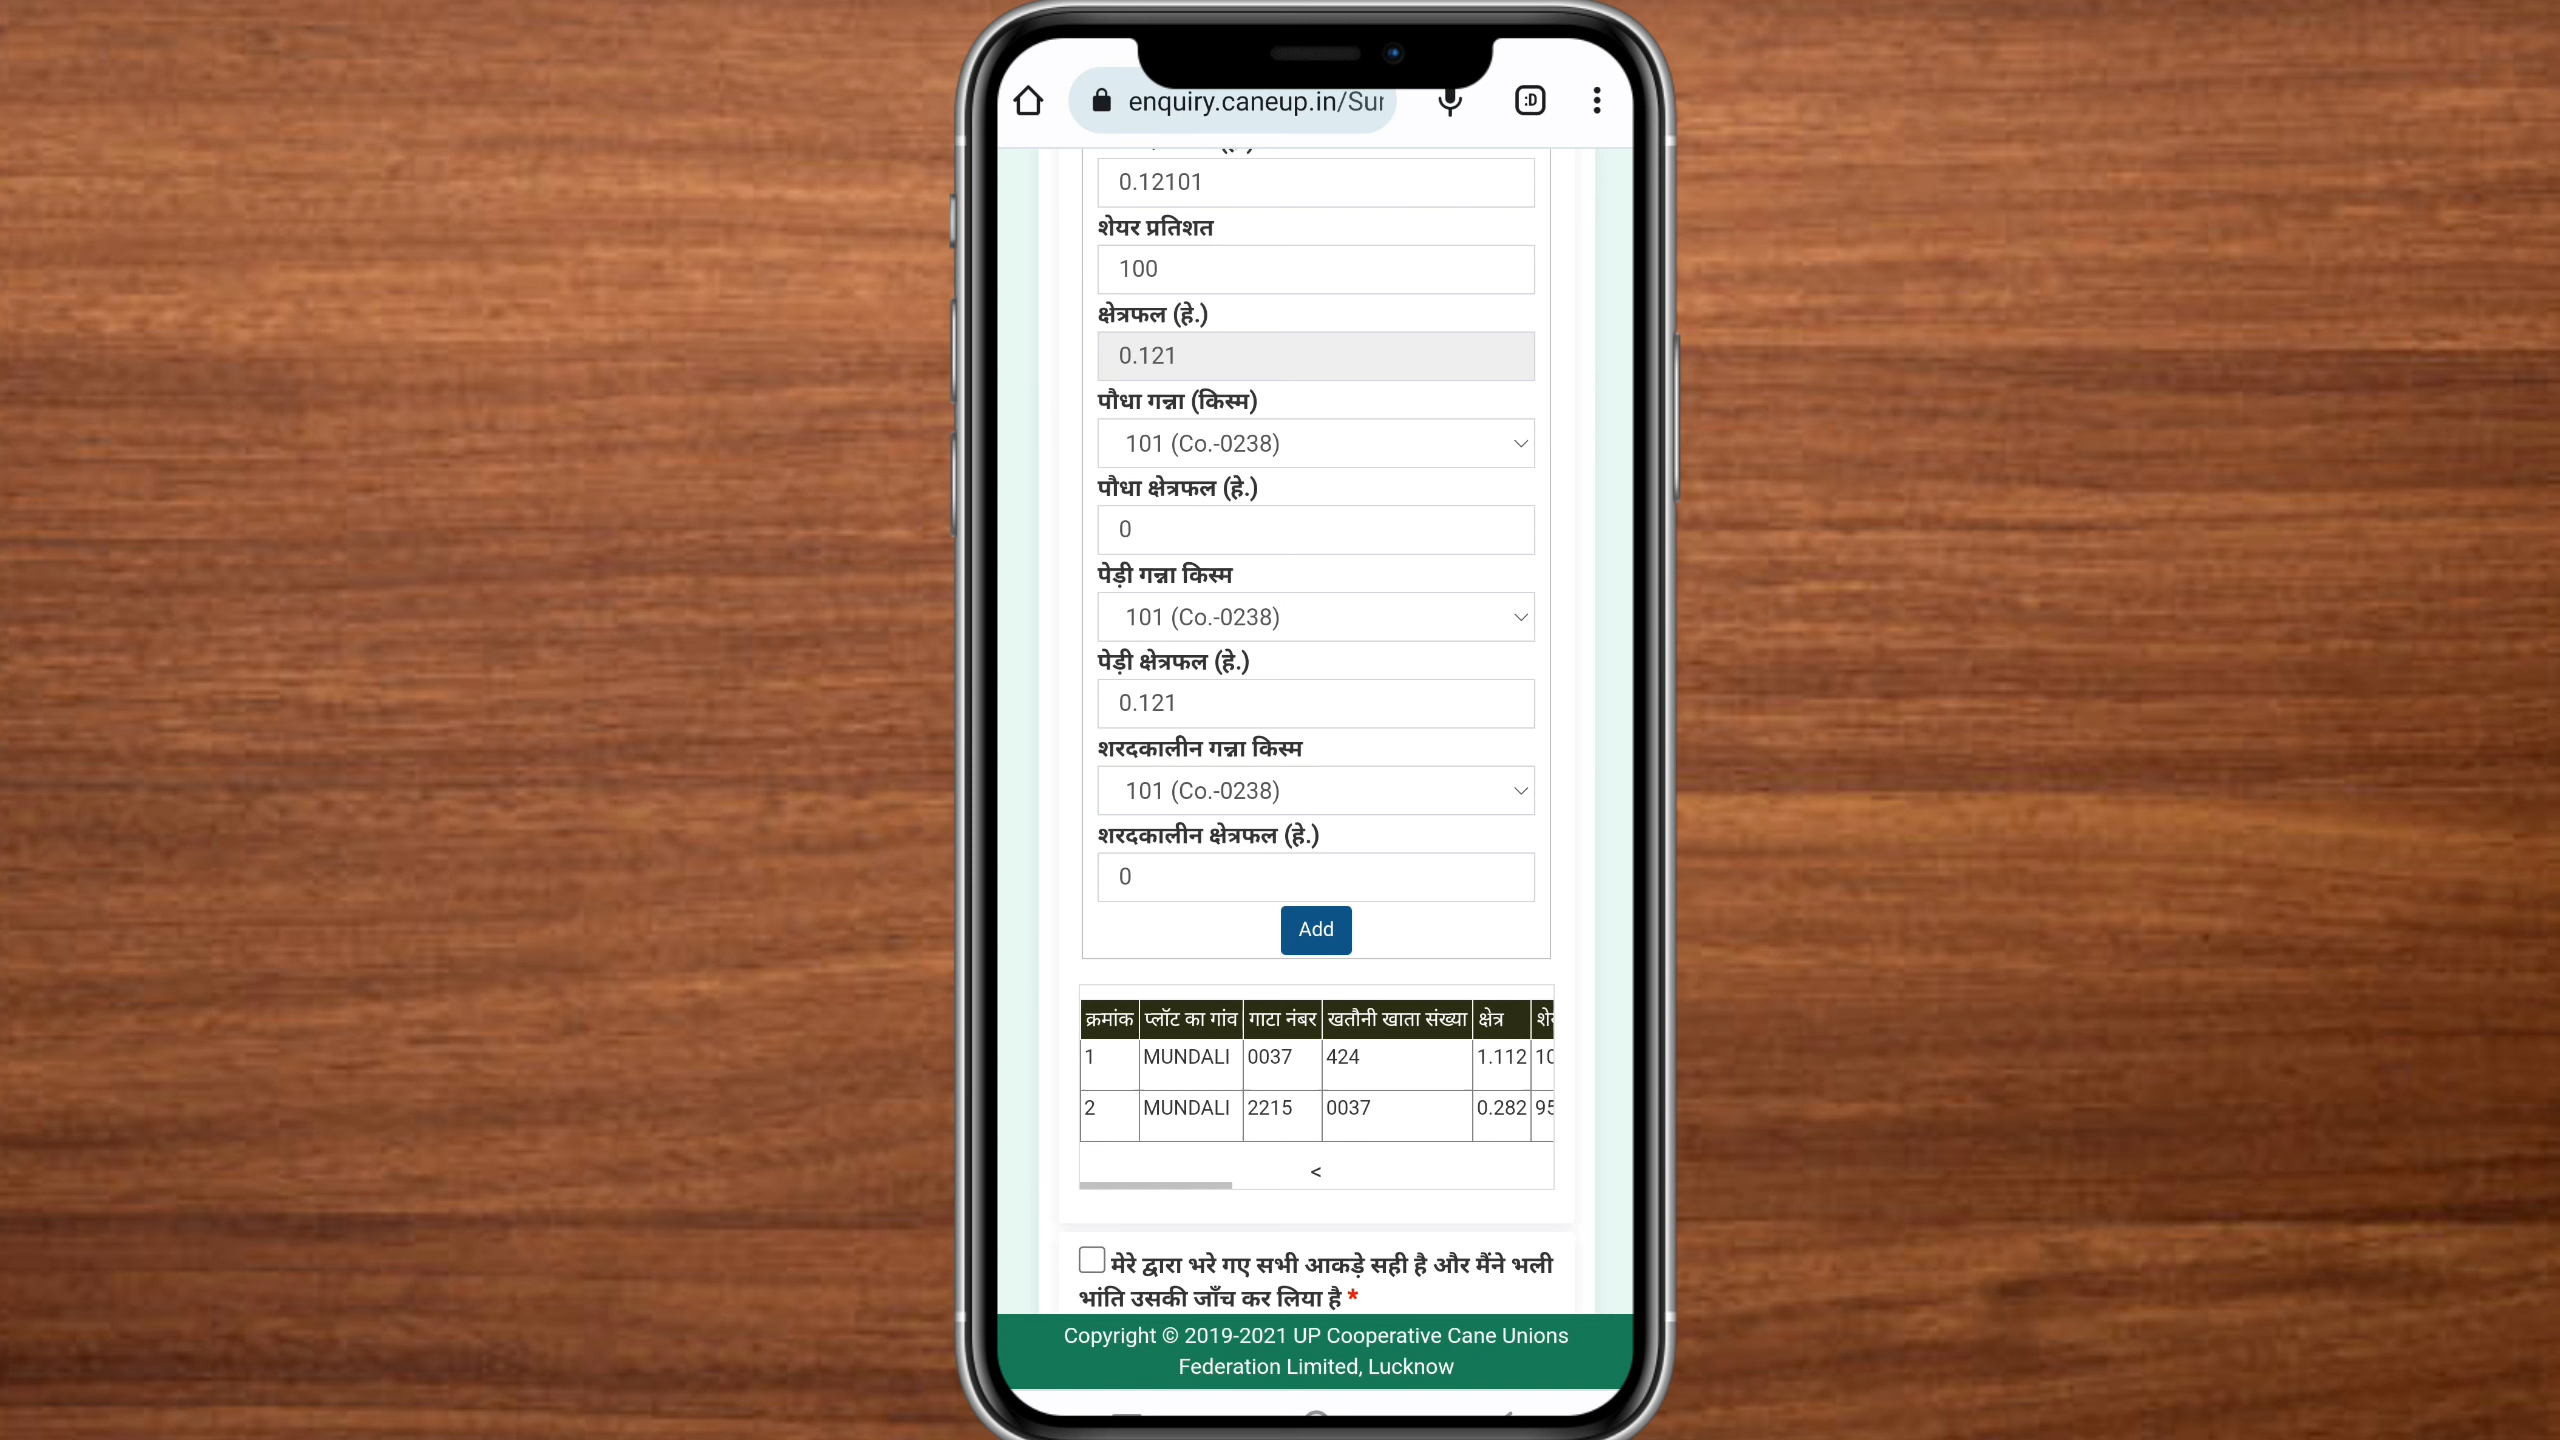 enquiry.caneup.in/Sur
:D
0.12101
शेयर प्रतिशत
100
क्षेत्रफल (हे.)
0.121
पौधा गन्ना (किस्म)
101 (Co.-0238)
पौधा क्षेत्रफल (हे.)
0
पेड़ी गन्ना किस्म
101 (Co.-0238)
पेड़ी क्षेत्रफल (हे.)
0.121
शरदकालीन गन्ना किस्म
101 (Co.-0238)
शरदकालीन क्षेत्रफल (हे.)
0
Add
क्रमांक प्लॉट का गांव गाटा नंबर खतौनी खाता संख्या क्षेत्र
1 MUNDALI 0037 424 1.112 10
2 MUNDALI 2215 0037 0.282 95
<
मेरे द्वारा भरे गए सभी आकड़े सही है और मैंने भली
भांति उसकी जाँच कर लिया है *
Copyright © 2019-2021 UP Cooperative Cane Unions
Federation Limited, Lucknow